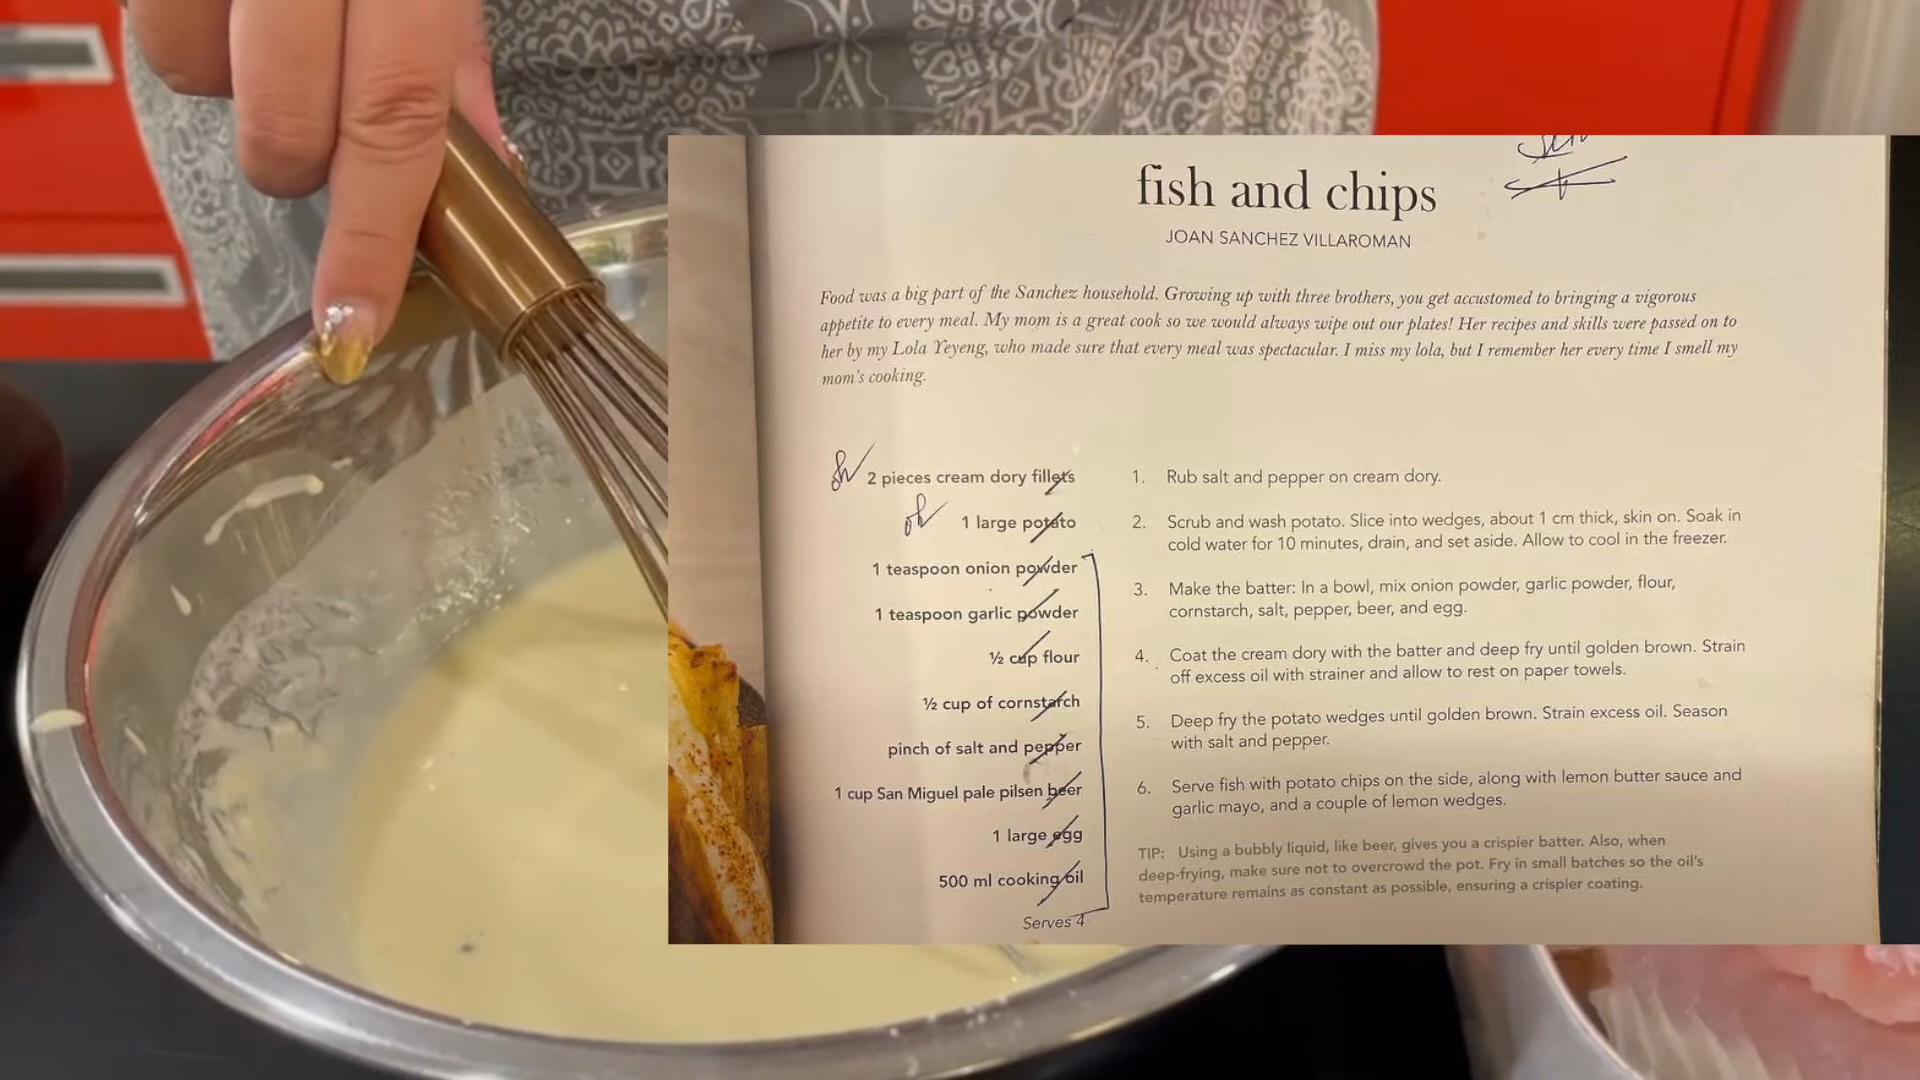 fish and chips
JOAN SANCHEZ VILLAROMAN
Food was a big part of the Sanchez household. Growing up with three brothers, you get accustomed to bringing a vigorous
appetite to every meal. My mom is a great cook so we would always wipe out our plates! Her recipes and skills were passed on to
her by my Lola Yeyeng, who made sure that every meal was spectacular. I miss my lola, but I remember her every time I smell my
mom's cooking.
2 pieces cream dory fillets
1 large potato
1 teaspoon onion powder
1 teaspoon garlic powder
½ cup flour
½ cup of cornstarch
pinch of salt and pepper
1 cup San Miguel pale pilsen beer
1 large egg
500 ml cooking oil
Serves 4
1. Rub salt and pepper on cream dory.
2. Scrub and wash potato. Slice into wedges, about 1 cm thick, skin on. Soak in
cold water for 10 minutes, drain, and set aside. Allow to cool in the freezer.
3. Make the batter: In a bowl, mix onion powder, garlic powder, flour,
cornstarch, salt, pepper, beer, and egg.
4. Coat the cream dory with the batter and deep fry until golden brown. Strain
off excess oil with strainer and allow to rest on paper towels.
5. Deep fry the potato wedges until golden brown. Strain excess oil. Season
with salt and pepper.
6. Serve fish with potato chips on the side, along with lemon butter sauce and
garlic mayo, and a couple of lemon wedges.
TIP: Using a bubbly liquid, like beer, gives you a crispier batter. Also, when
deep-frying, make sure not to overcrowd the pot. Fry in small batches so the oil's
temperature remains as constant as possible, ensuring a crispier coating.